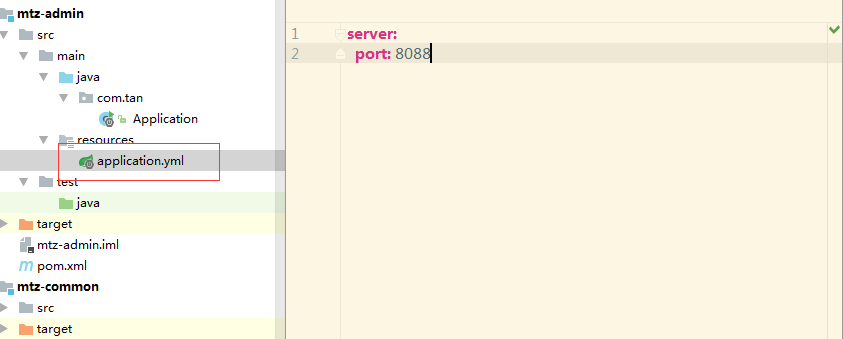 mtz-admin
src
main
java
com.tan
Application
resources
application.yml
test
java
target
mtz-admin.iml
pom.xml
mtz-common
src
target
1 server:
2 port: 8088